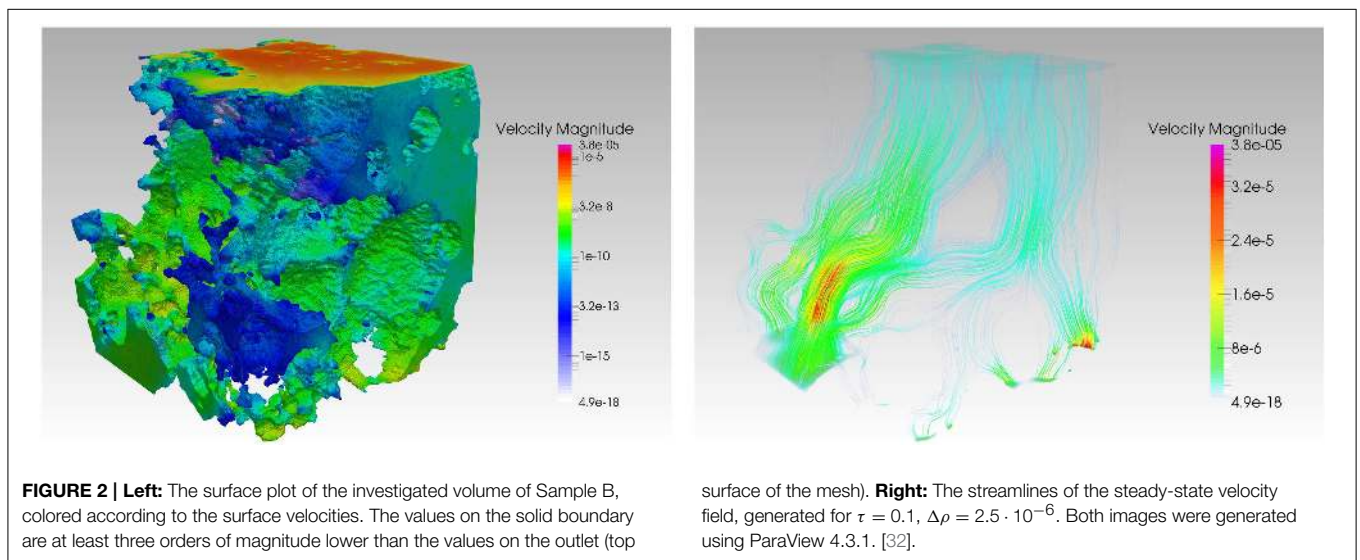 Velocity Magnitude
3.8e-05
1e-5
3.2e-8
1e-10
3.2e-13
1e-15
4.9e-18
Velocity Magnitude
3.8e-05
3.2e-5
2.4e-5
1.6e-5
8e-6
4.9e-18
FIGURE 2 | Left: The surface plot of the investigated volume of Sample B,
colored according to the surface velocities. The values on the solid boundary
are at least three orders of magnitude lower than the values on the outlet (top
surface of the mesh). Right: The streamlines of the steady-state velocity
field, generated for τ = 0.1, Δρ = 2.5 · 10⁻⁶. Both images were generated
using ParaView 4.3.1. [32].